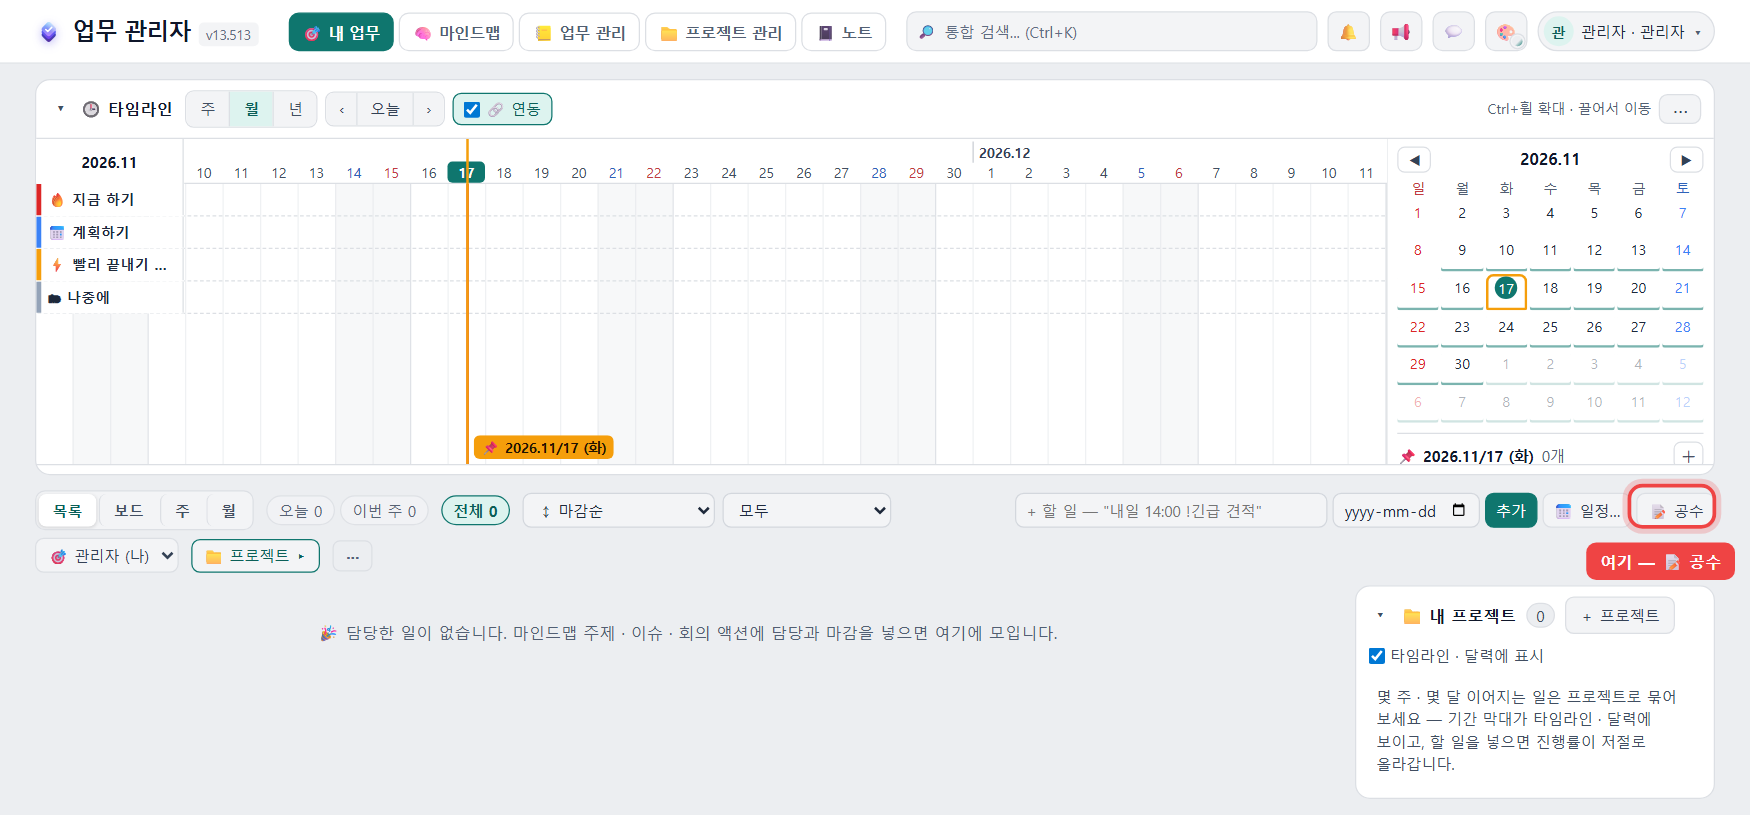 업무 관리자 v13.513 내 업무 마인드맵 업무 관리 프로젝트 관리 노트 통합 검색... (Ctrl+K) 관 관리자 · 관리자
타임라인 주 월 년 ‹ 오늘 › 연동 Ctrl+휠 확대 · 끌어서 이동 ...
2026.11
2026.12
10 11 12 13 14 15 16 17 18 19 20 21 22 23 24 25 26 27 28 29 30 1 2 3 4 5 6 7 8 9 10 11
지금 하기
계획하기
빨리 끝내기 ...
나중에
2026.11/17 (화)
2026.11
일 월 화 수 목 금 토
1 2 3 4 5 6 7
8 9 10 11 12 13 14
15 16 17 18 19 20 21
22 23 24 25 26 27 28
29 30 1 2 3 4 5
6 7 8 9 10 11 12
2026.11/17 (화) 0개 +
목록 보드 주 월 오늘 0 이번 주 0 전체 0 ↕ 마감순 모두 + 할 일 — "내일 14:00 !긴급 견적" yyyy-mm-dd 추가 일정... 공수
관리자 (나) 프로젝트 ▸ ...
여기 — 공수
담당한 일이 없습니다. 마인드맵 주제 · 이슈 · 회의 액션에 담당과 마감을 넣으면 여기에 모입니다.
내 프로젝트 0 + 프로젝트
타임라인 · 달력에 표시
몇 주 · 몇 달 이어지는 일은 프로젝트로 묶어
보세요 — 기간 막대가 타임라인 · 달력에
보이고, 할 일을 넣으면 진행률이 저절로
올라갑니다.